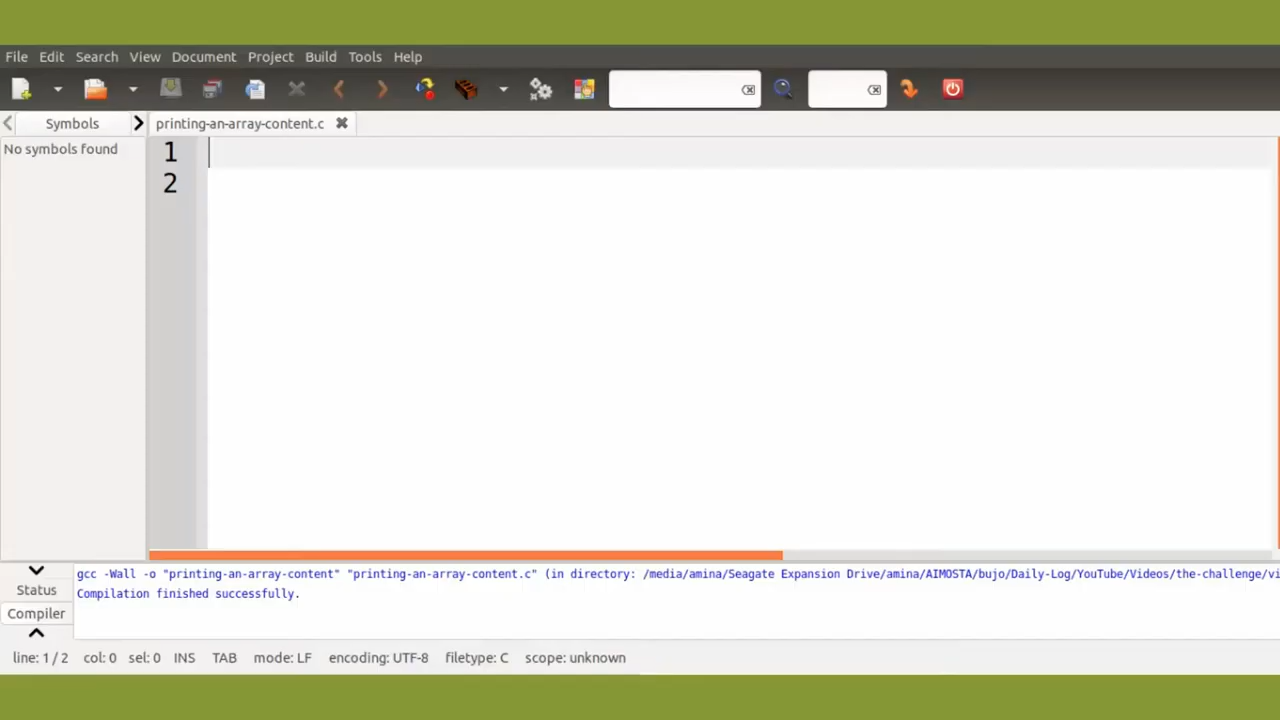 File Edit Search View Document Project Build Tools Help
Symbols printing-an-array-content.c
No symbols found
1
2
Status
Compiler
gcc -Wall -o "printing-an-array-content" "printing-an-array-content.c" (in directory: /media/amina/Seagate Expansion Drive/amina/AIMOSTA/bujo/Daily-Log/YouTube/Videos/the-challenge/vi
Compilation finished successfully.
line: 1 / 2 col: 0 sel: 0 INS TAB mode: LF encoding: UTF-8 filetype: C scope: unknown